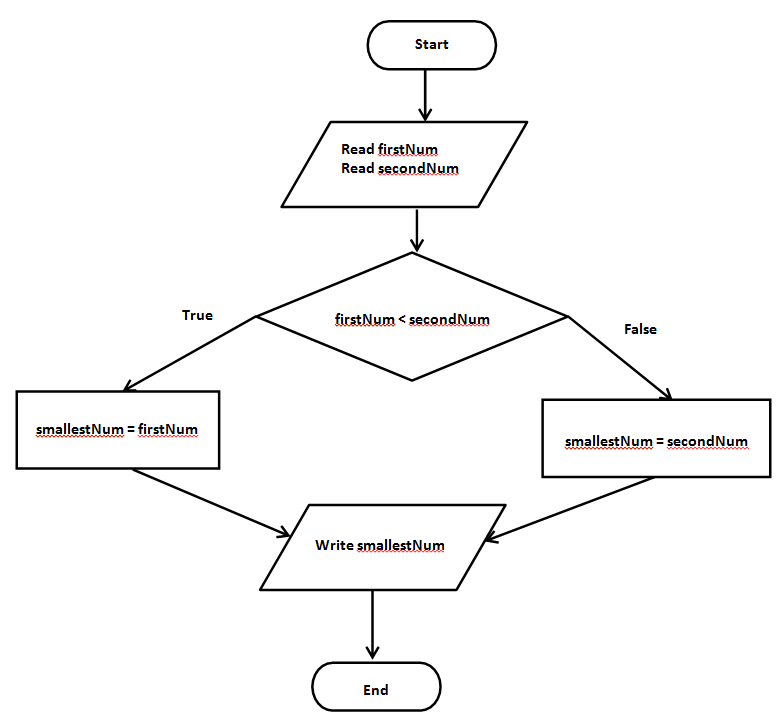 Start
Read firstNum
Read secondNum
firstNum < secondNum
True
False
smallestNum = firstNum
smallestNum = secondNum
Write smallestNum
End